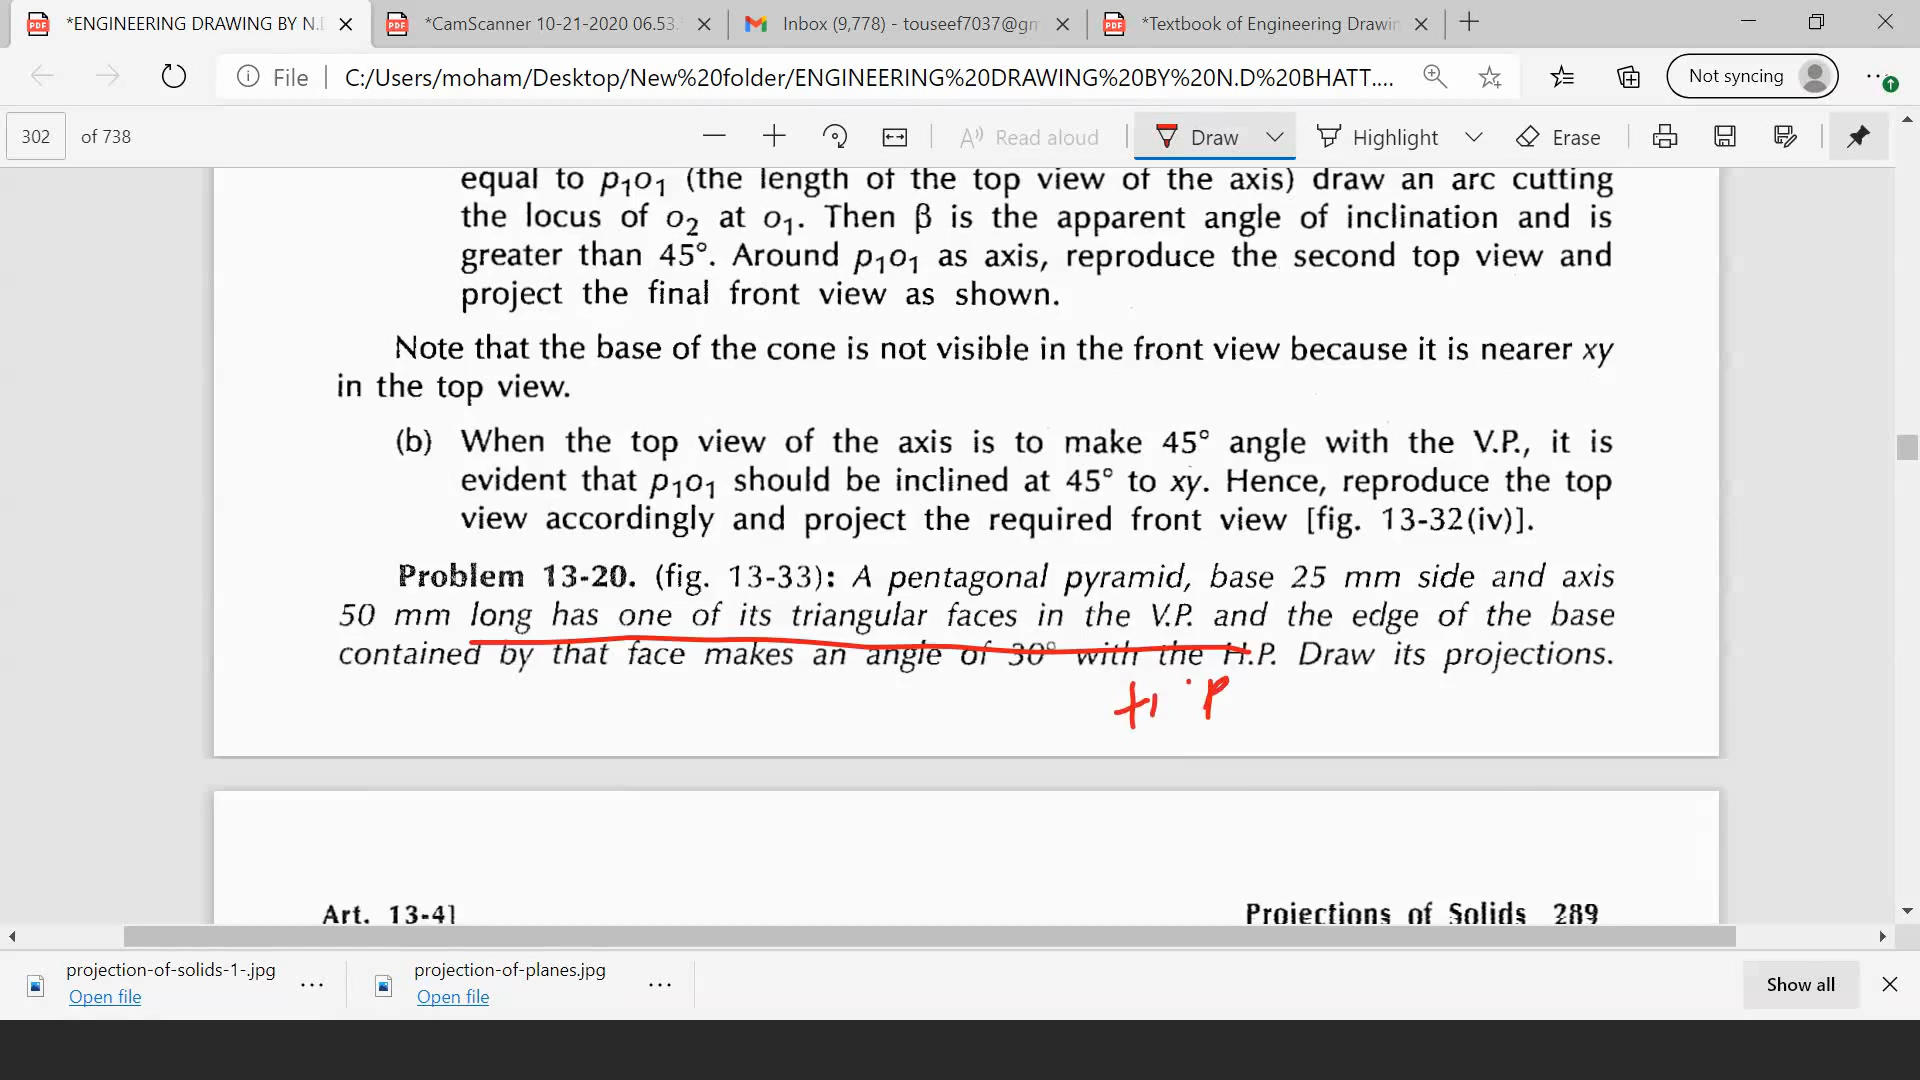 *ENGINEERING DRAWING BY N.D
*CamScanner 10-21-2020 06.53.
Inbox (9,778) - touseef7037@gm
*Textbook of Engineering Drawin
File
C:/Users/moham/Desktop/New%20folder/ENGINEERING%20DRAWING%20BY%20N.D%20BHATT....
Not syncing
302 of 738
Read aloud
Draw
Highlight
Erase
equal to p1o1 (the length of the top view of the axis) draw an arc cutting
the locus of o2 at o1. Then β is the apparent angle of inclination and is
greater than 45°. Around p1o1 as axis, reproduce the second top view and
project the final front view as shown.
Note that the base of the cone is not visible in the front view because it is nearer xy
in the top view.
(b) When the top view of the axis is to make 45° angle with the V.P., it is
evident that p1o1 should be inclined at 45° to xy. Hence, reproduce the top
view accordingly and project the required front view [fig. 13-32(iv)].
Problem 13-20. (fig. 13-33): A pentagonal pyramid, base 25 mm side and axis
50 mm long has one of its triangular faces in the V.P. and the edge of the base
contained by that face makes an angle of 30° with the H.P. Draw its projections.
H.P
Art. 13-4]
Projections of Solids 289
projection-of-solids-1-.jpg
Open file
projection-of-planes.jpg
Open file
Show all